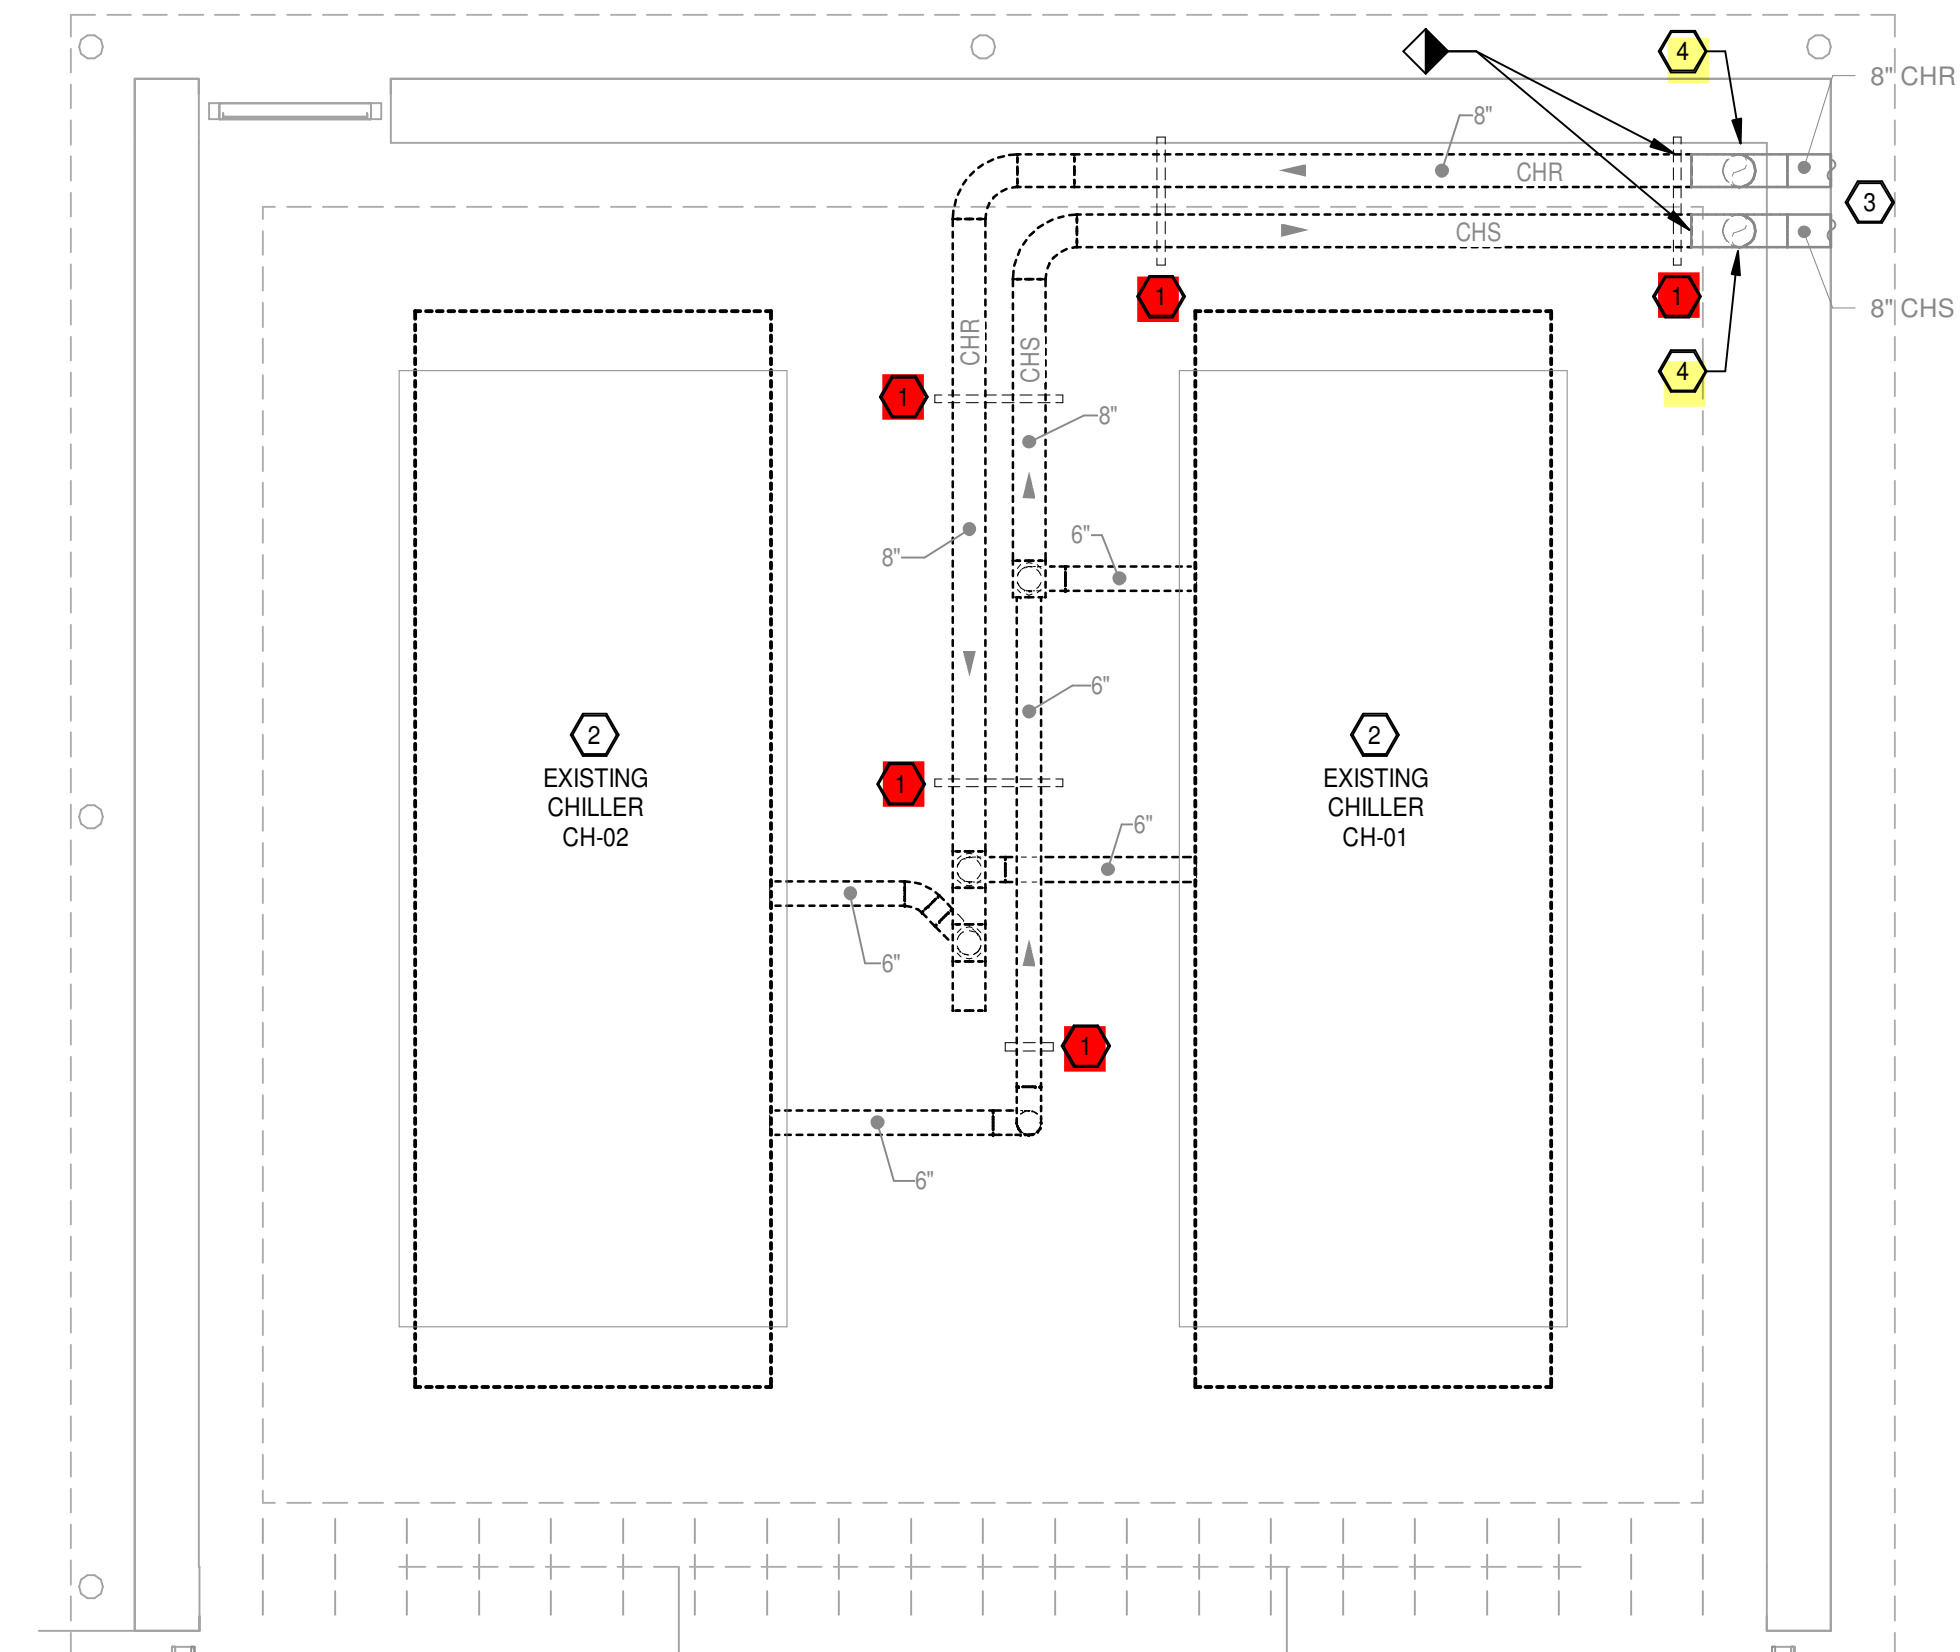 4
8" CHR
8"
CHR
3
CHS
1
1
8" CHS
CHR
CHS
4
1
8"
6"
8"
6"
2
EXISTING
CHILLER
CH-02
2
EXISTING
CHILLER
CH-01
1
6"
6"
1
6"